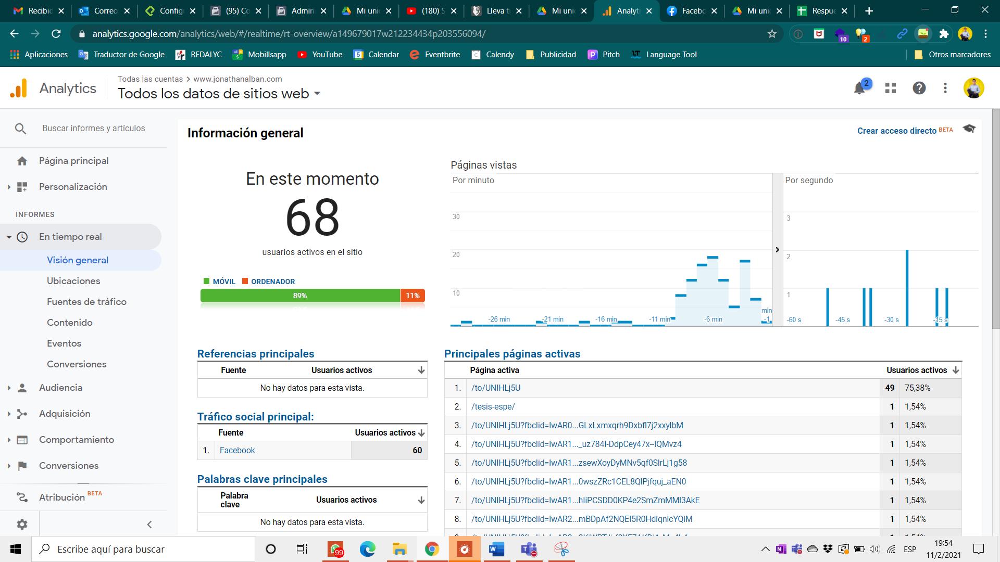 Recibid
Correo
Configu
(95) Co
Admini
Mi unid
(180) S
Lleva tu
Mi unid
Analyti
Facebo
Mi unid
Respue
analytics.google.com/analytics/web/#/realtime/rt-overview/a149679017w212234434p203556094/
10
2
Aplicaciones
Traductor de Google
REDALYC
Mobillsapp
YouTube
Calendar
Eventbrite
Calendy
Publicidad
Pitch
Language Tool
Otros marcadores
Analytics
Todas las cuentas > www.jonathanalban.com
Todos los datos de sitios web
2
Buscar informes y artículos
Página principal
Personalización
INFORMES
En tiempo real
Visión general
Ubicaciones
Fuentes de tráfico
Contenido
Eventos
Conversiones
Audiencia
Adquisición
Comportamiento
Conversiones
Atribución BETA
Información general
Crear acceso directo BETA
En este momento
68
usuarios activos en el sitio
MÓVIL ORDENADOR
89% 11%
Páginas vistas
Por minuto
30
20
10
-26 min -21 min -16 min -11 min -6 min min -1
Por segundo
3
2
1
-60 s -45 s -30 s -15 s
Referencias principales
Fuente Usuarios activos
No hay datos para esta vista.
Tráfico social principal:
Fuente Usuarios activos
1. Facebook 60
Palabras clave principales
Palabra clave Usuarios activos
No hay datos para esta vista.
Principales páginas activas
Página activa Usuarios activos
1. /to/UNIHLj5U 49 75,38%
2. /tesis-espe/ 1 1,54%
3. /to/UNIHLj5U?fbclid=IwAR0...GLxLxmxqrh9Dxbfl7j2xxylbM 1 1,54%
4. /to/UNIHLj5U?fbclid=IwAR1..._uz784I-DdpCey47x--IQMvz4 1 1,54%
5. /to/UNIHLj5U?fbclid=IwAR1...zsewXoyDyMNv5qf0SlrLj1g58 1 1,54%
6. /to/UNIHLj5U?fbclid=IwAR1...0wszZRc1CEL8QIPjfquj_aEN0 1 1,54%
7. /to/UNIHLj5U?fbclid=IwAR1...hIiPCSDD0KP4e2SmZmMMI3AkE 1 1,54%
8. /to/UNIHLj5U?fbclid=IwAR2...mBDpAf2NQEI5R0HdiqnlcYQiM 1 1,54%
Escribe aquí para buscar
99
ESP
19:54
11/2/2021